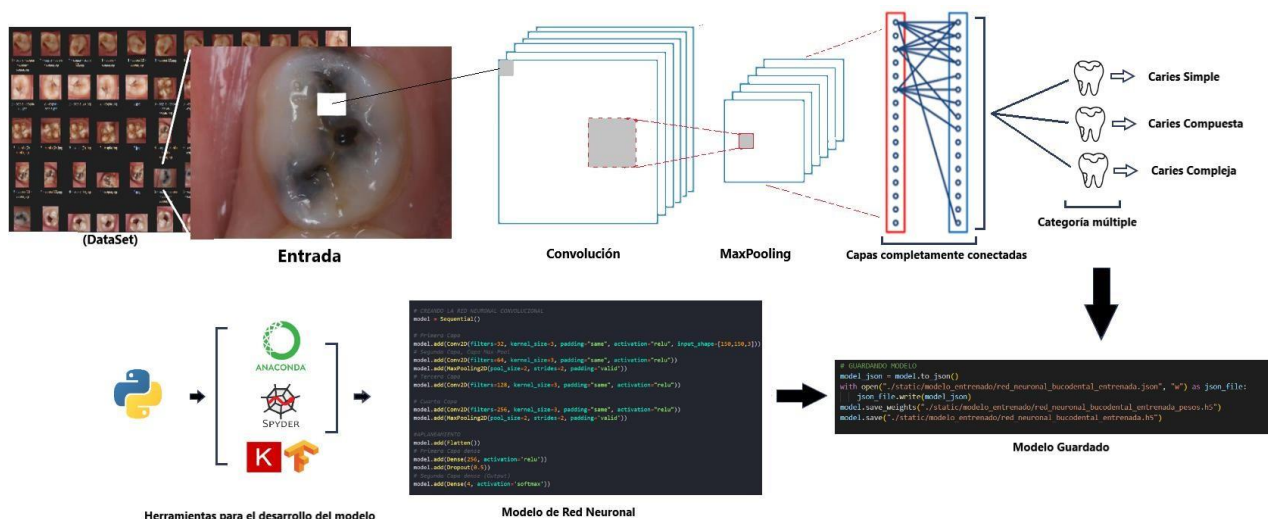 (DataSet)
Entrada
Convolución
MaxPooling
Capas completamente conectadas
Caries Simple
Caries Compuesta
Caries Compleja
Categoría múltiple
ANACONDA
SPYDER
K
Herramientas para el desarrollo del modelo
# CREANDO LA RED NEURONAL CONVOLUCIONAL
model = Sequential()
# Primera Capa
model.add(Conv2D(filters=32, kernel_size=3, padding="same", activation="relu", input_shape=[150,150,3]))
# Segunda Capa, Capa Max Pool
model.add(Conv2D(filters=64, kernel_size=3, padding="same", activation="relu"))
model.add(MaxPooling2D(pool_size=2, strides=2, padding="valid"))
# Tercera Capa
model.add(Conv2D(filters=128, kernel_size=3, padding="same", activation="relu"))
# Cuarta Capa
model.add(Conv2D(filters=256, kernel_size=3, padding="same", activation="relu"))
model.add(MaxPooling2D(pool_size=2, strides=2, padding="valid"))
#APLANEAMIENTO
model.add(Flatten())
# Primera Capa densa
model.add(Dense(256, activation='relu'))
model.add(Dropout(0.5))
# Segunda Capa densa (Output)
model.add(Dense(4, activation='softmax'))
Modelo de Red Neuronal
# GUARDANDO MODELO
model_json = model.to_json()
with open("./static/modelo_entrenado/red_neuronal_bucodental_entrenada.json", "w") as json_file:
json_file.write(model_json)
model.save_weights("./static/modelo_entrenado/red_neuronal_bucodental_entrenada_pesos.h5")
model.save("./static/modelo_entrenado/red_neuronal_bucodental_entrenada.h5")
Modelo Guardado